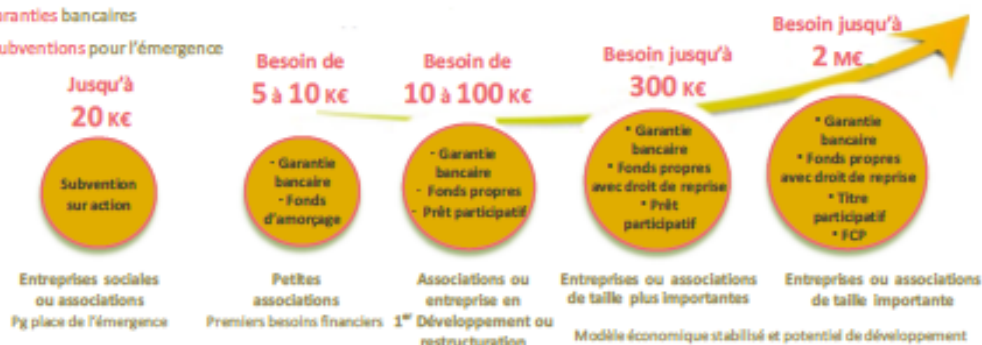 aranties bancaires
ubventions pour l'émergence
Jusqu'à
20 K€
Subvention
sur action
Entreprises sociales
ou associations
Pg place de l'émergence
Besoin de
5 à 10 K€
- Garantie
bancaire
- Fonds
d'amorçage
Petites
associations
Premiers besoins financiers
Besoin de
10 à 100 K€
- Garantie
bancaire
- Fonds propres
- Prêt participatif
Associations ou
entreprise en
1er Développement ou
restructuration
Besoin jusqu'à
300 K€
* Garantie
bancaire
* Fonds propres
avec droit de reprise
* Prêt
participatif
Entreprises ou associations
de taille plus importantes
Besoin jusqu'à
2 M€
* Garantie
bancaire
* Fonds propres
avec droit de reprise
* Titre
participatif
* FCP
Entreprises ou associations
de taille importante
Modèle économique stabilisé et potentiel de développement